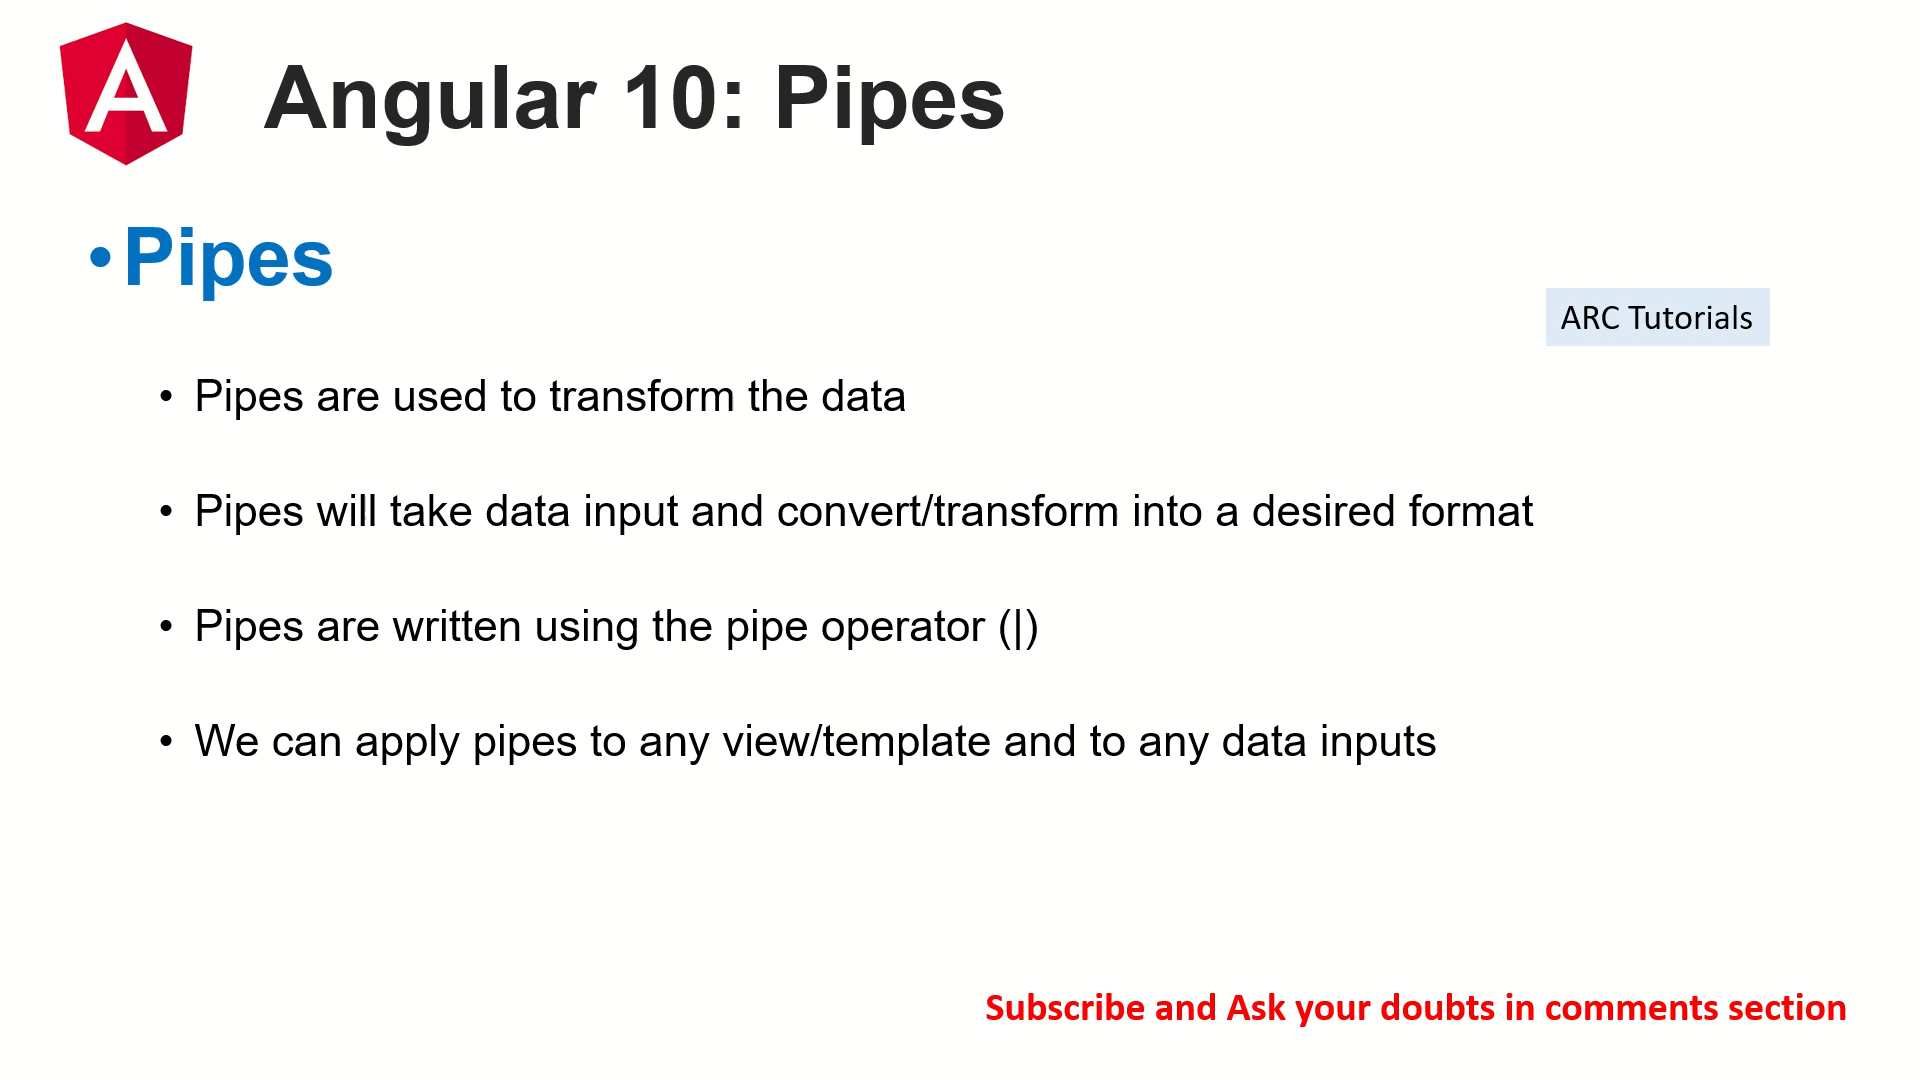 Angular 10: Pipes
• Pipes
ARC Tutorials
• Pipes are used to transform the data
• Pipes will take data input and convert/transform into a desired format
• Pipes are written using the pipe operator (|)
• We can apply pipes to any view/template and to any data inputs
Subscribe and Ask your doubts in comments section